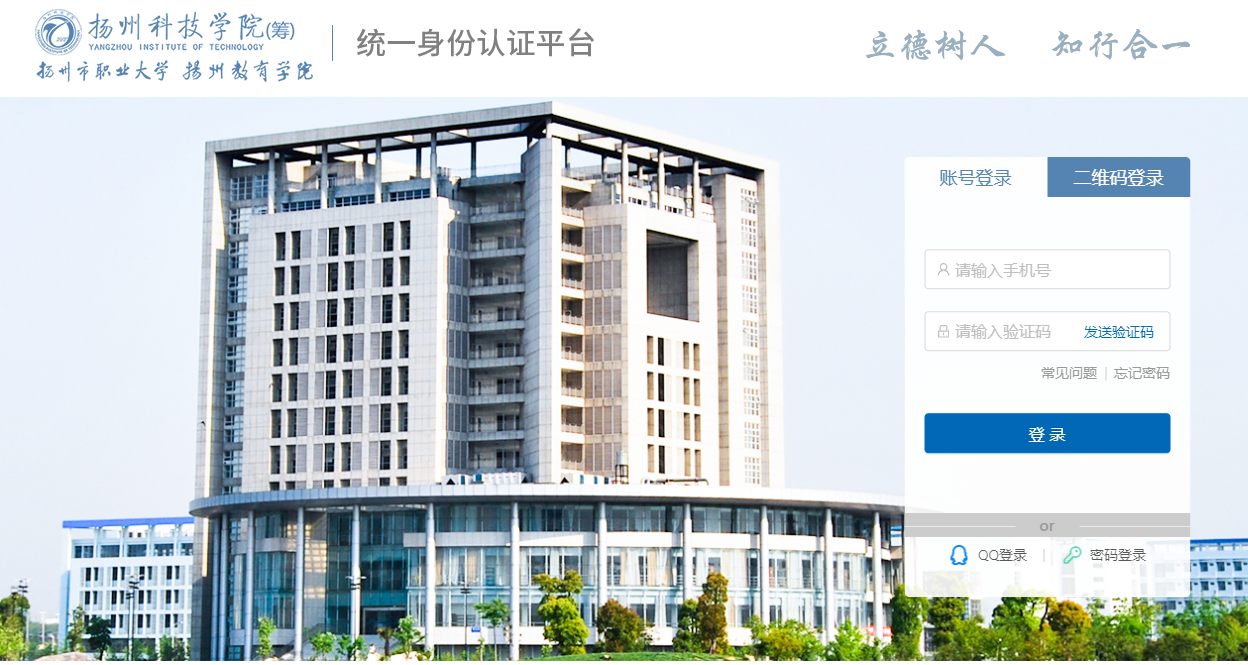 扬州科技学院(筹)
YANGZHOU INSTITUTE OF TECHNOLOGY
扬州市职业大学 扬州教育学院
统一身份认证平台
立德树人 知行合一
账号登录 二维码登录
请输入手机号
请输入验证码 发送验证码
常见问题 | 忘记密码
登录
or
QQ登录 | 密码登录